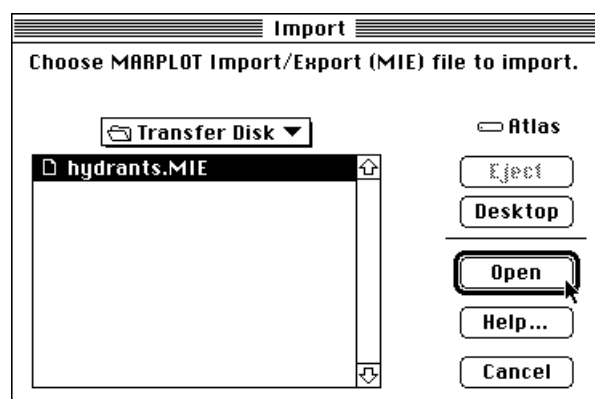 Import
Choose MARPLOT Import/Export (MIE) file to import.
Transfer Disk
Atlas
hydrants.MIE
Eject
Desktop
Open
Help...
Cancel